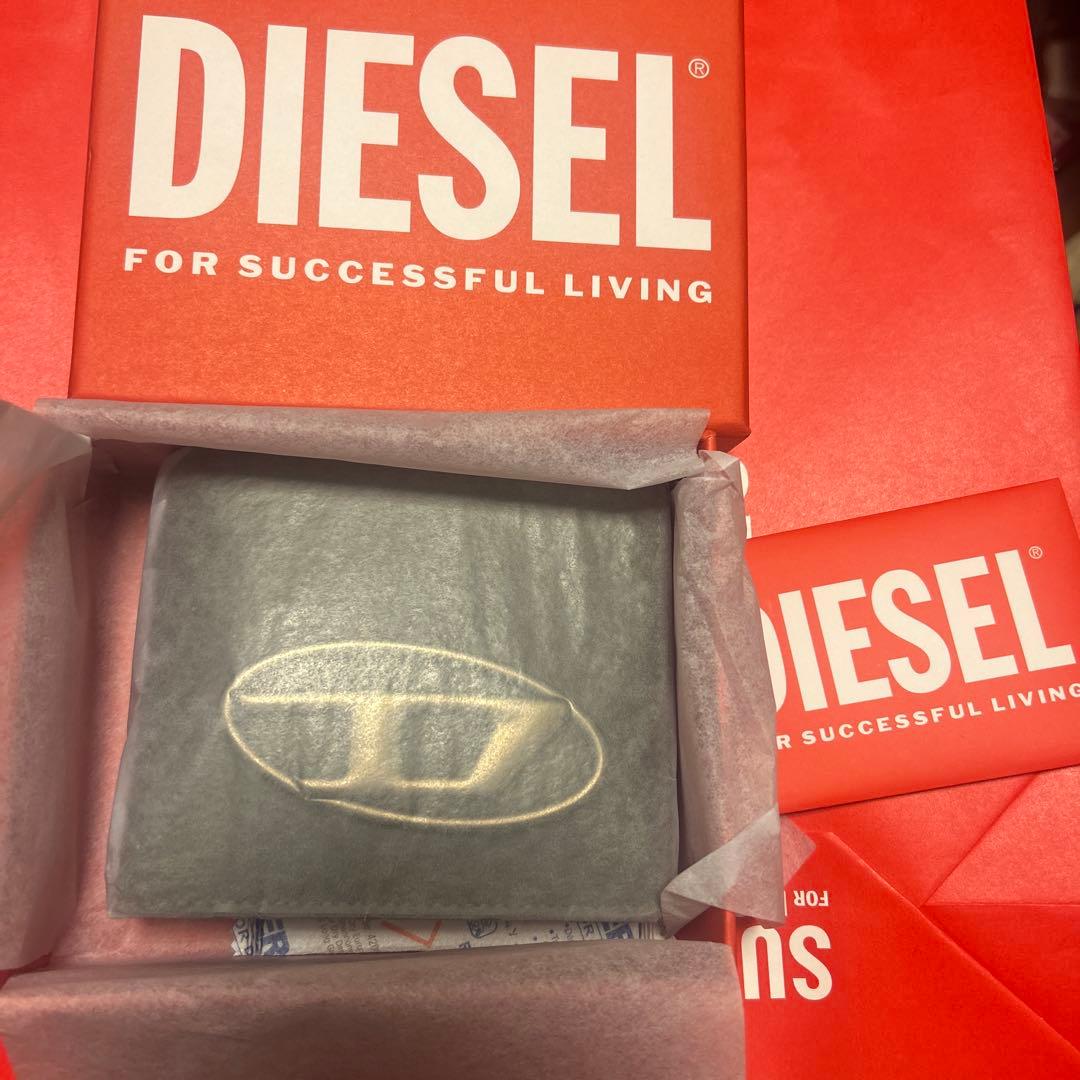 DIESEL®
FOR SUCCESSFUL LIVING
DIESEL®
R SUCCESSFUL LIVING
FOR
SU